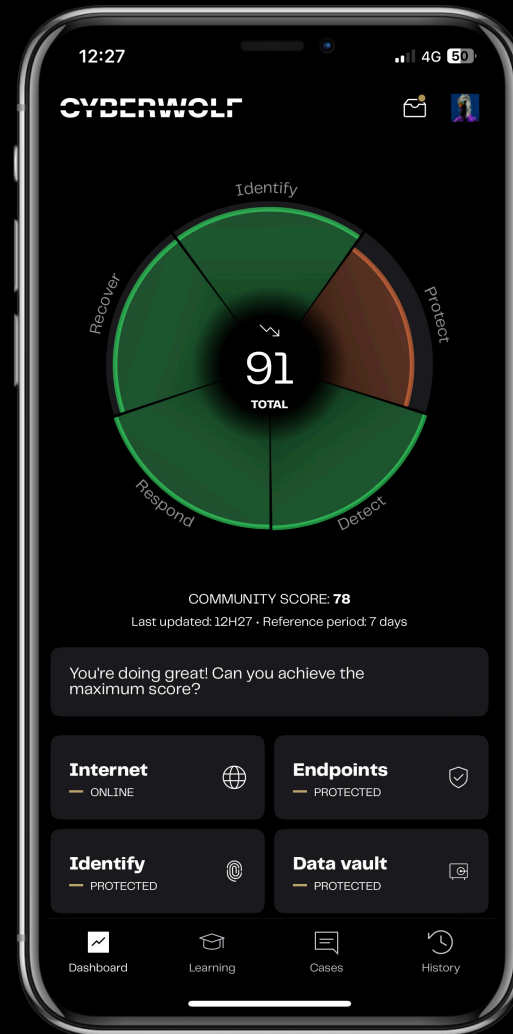 12:27
4G 50
CYBERWOLF
Identify
Recover
Protect
91
TOTAL
Respond
Detect
COMMUNITY SCORE: 78
Last updated: 12H27 • Reference period: 7 days
You're doing great! Can you achieve the
maximum score?
Internet
ONLINE
Endpoints
PROTECTED
Identify
PROTECTED
Data vault
PROTECTED
Dashboard
Learning
Cases
History